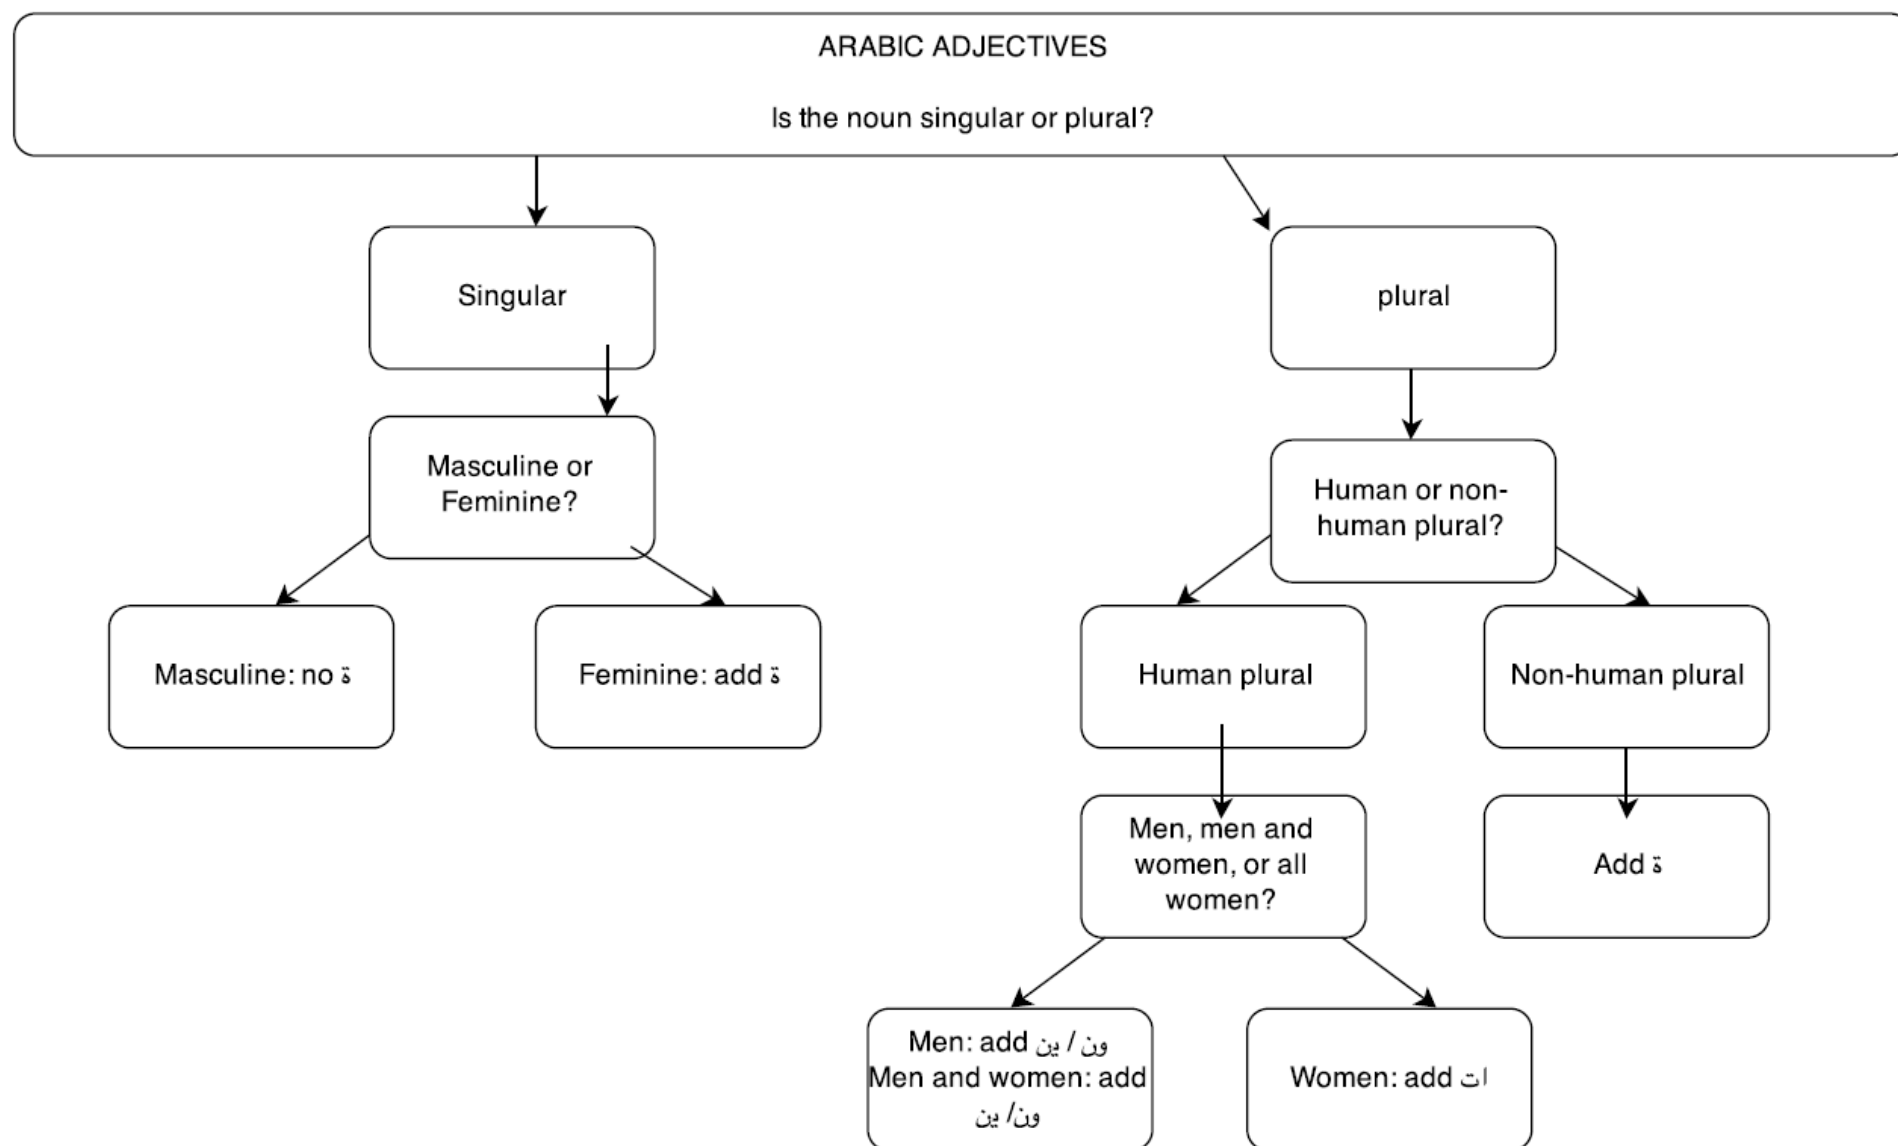 ARABIC ADJECTIVES
Is the noun singular or plural?
Singular
plural
Masculine or
Feminine?
Human or non-
human plural?
Masculine: no ة
Feminine: add ة
Human plural
Non-human plural
Men, men and
women, or all
women?
Add ة
Men: add ون / ين
Men and women: add
ون/ ين
Women: add ات